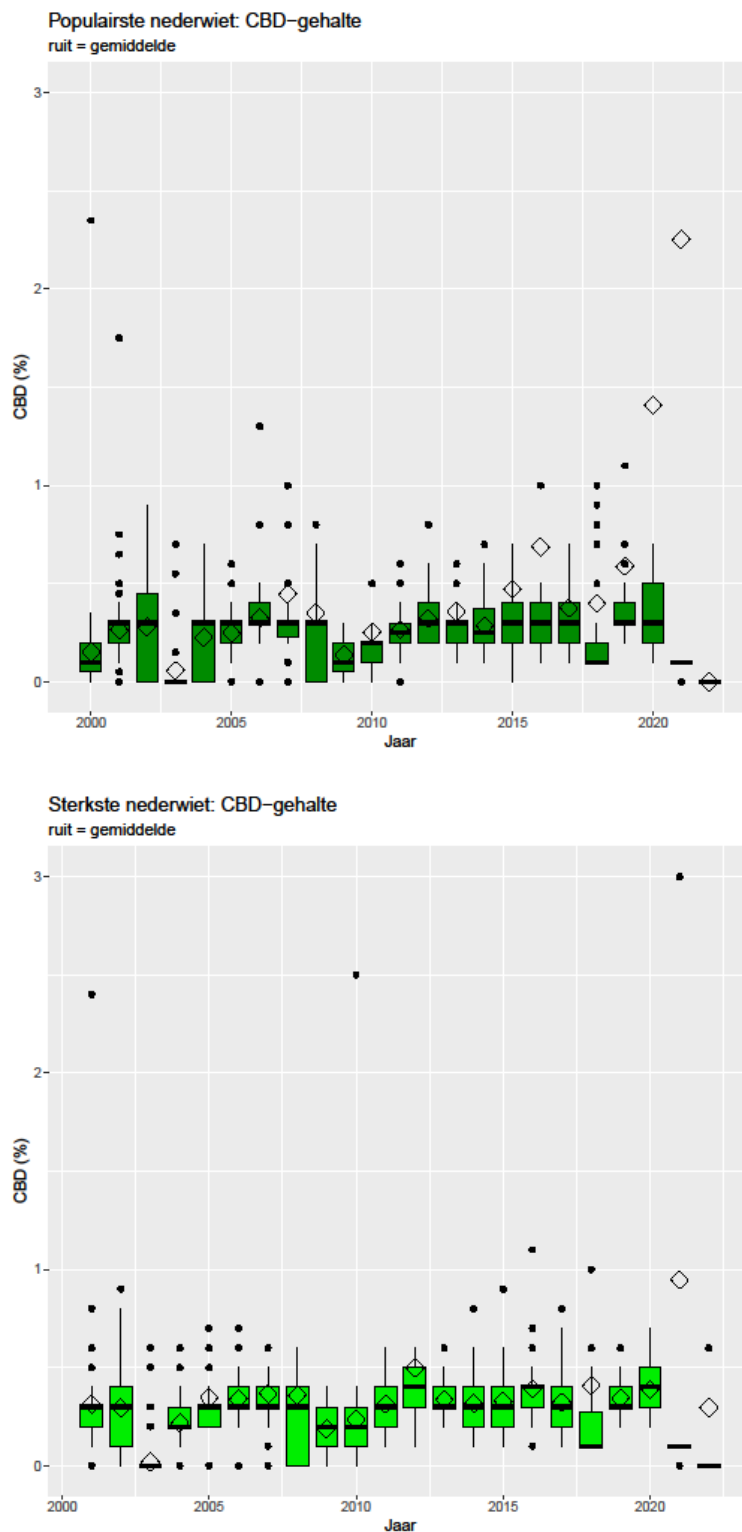 Populairste nederwiet: CBD−gehalte
ruit = gemiddelde
3
2
1
0
CBD (%)
2000 2005 2010 2015 2020
Jaar
Sterkste nederwiet: CBD−gehalte
ruit = gemiddelde
3
2
1
0
CBD (%)
2000 2005 2010 2015 2020
Jaar